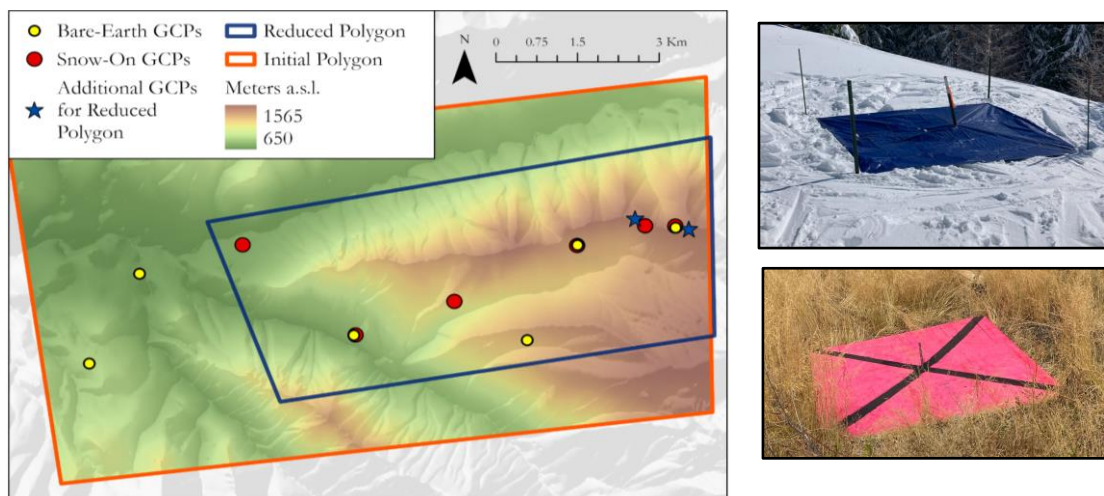 Bare-Earth GCPs
Snow-On GCPs
Additional GCPs
for Reduced
Polygon
Reduced Polygon
Initial Polygon
Meters a.s.l.
1565
650
N
0 0.75 1.5 3 Km